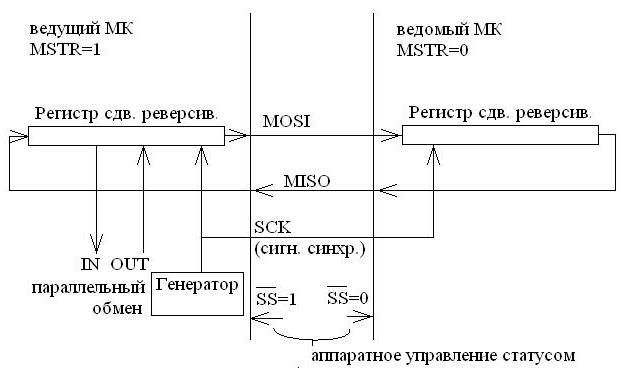 ведущий МК
MSTR=1
ведомый МК
MSTR=0
Регистр сдв. реверсив.
MOSI
Регистр сдв. реверсив.
MISO
SCK
(сигн. синхр.)
IN OUT
параллельный
обмен
Генератор
SS=1
SS=0
аппаратное управление статусом